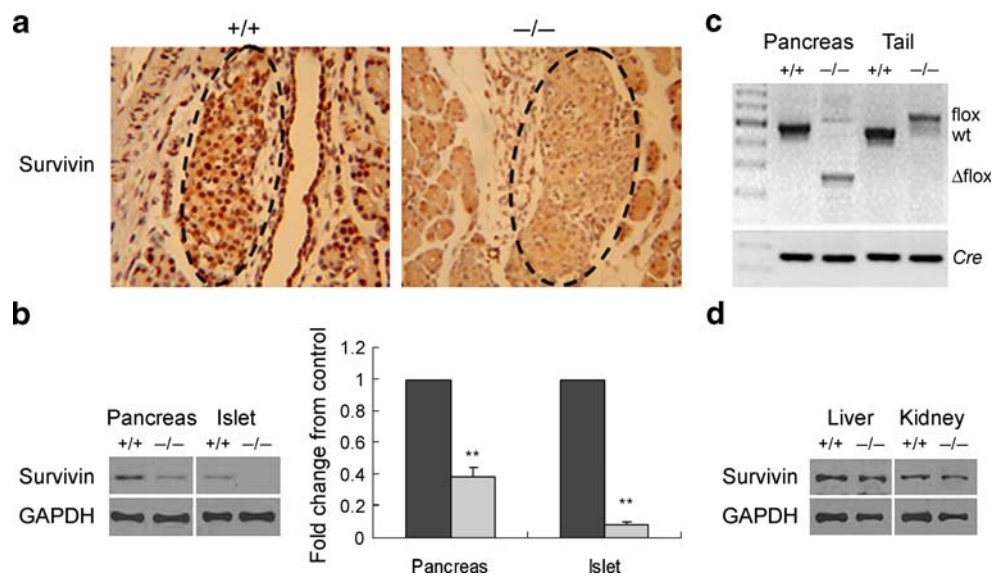 a
+/+
–/–
Survivin
b
Pancreas Islet
+/+ –/– +/+ –/–
Survivin
GAPDH
Fold change from control
1.2
1
0.8
0.6
0.4
0.2
0
**
**
Pancreas Islet
c
Pancreas Tail
+/+ –/– +/+ –/–
flox
wt
Δflox
Cre
d
Liver Kidney
+/+ –/– +/+ –/–
Survivin
GAPDH